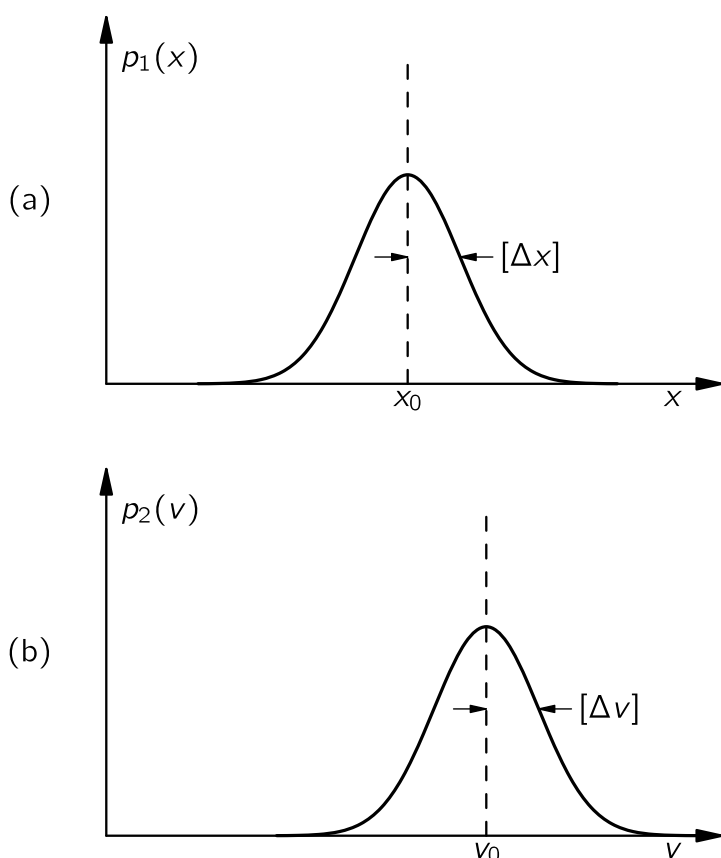 p₁(x)
(a)
[Δx]
x₀
x
p₂(v)
(b)
[Δv]
v₀
v